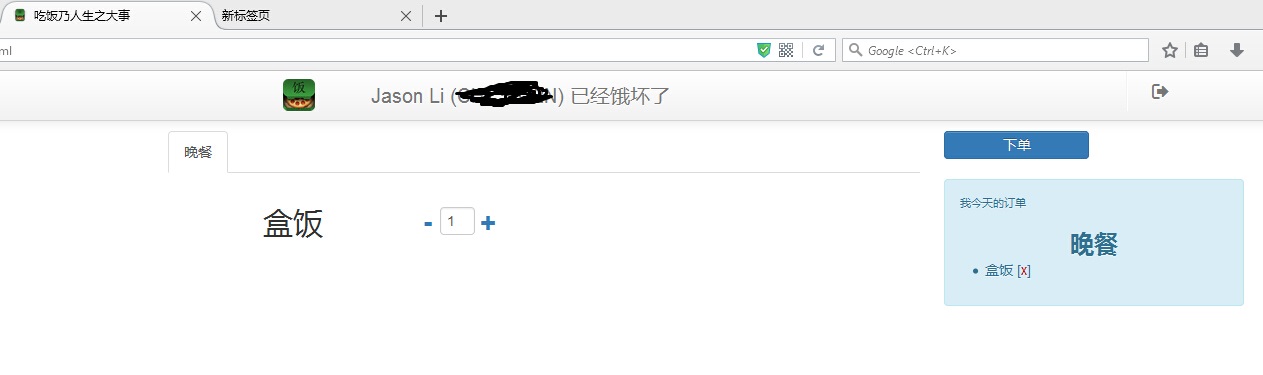 吃饭乃人生之大事
新标签页
ml
Google <Ctrl+K>
饭
Jason Li ( N) 已经饿坏了
晚餐
下单
盒饭
- 1 +
我今天的订单
晚餐
盒饭 [x]